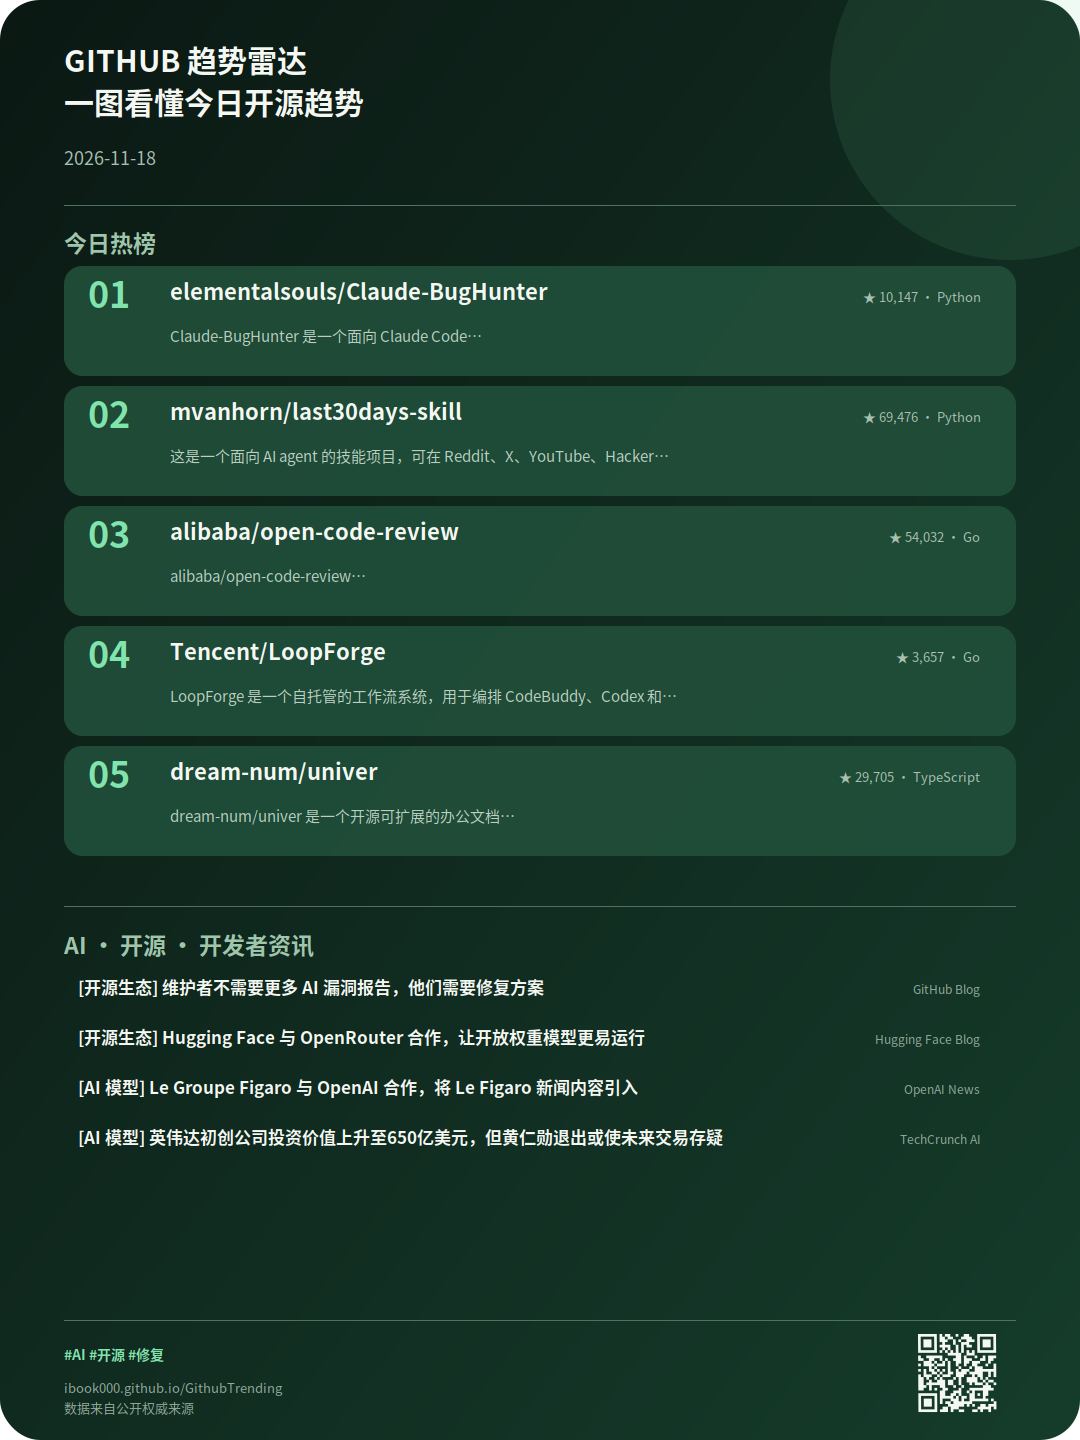 GITHUB 趋势雷达
一图看懂今日开源趋势
2026-11-18
今日热榜
01
elementalsouls/Claude-BugHunter
★ 10,147 · Python
Claude-BugHunter 是一个面向 Claude Code…
02
mvanhorn/last30days-skill
★ 69,476 · Python
这是一个面向 AI agent 的技能项目，可在 Reddit、X、YouTube、Hacker…
03
alibaba/open-code-review
★ 54,032 · Go
alibaba/open-code-review…
04
Tencent/LoopForge
★ 3,657 · Go
LoopForge 是一个自托管的工作流系统，用于编排 CodeBuddy、Codex 和…
05
dream-num/univer
★ 29,705 · TypeScript
dream-num/univer 是一个开源可扩展的办公文档…
AI · 开源 · 开发者资讯
[开源生态] 维护者不需要更多 AI 漏洞报告，他们需要修复方案
GitHub Blog
[开源生态] Hugging Face 与 OpenRouter 合作，让开放权重模型更易运行
Hugging Face Blog
[AI 模型] Le Groupe Figaro 与 OpenAI 合作，将 Le Figaro 新闻内容引入
OpenAI News
[AI 模型] 英伟达初创公司投资价值上升至650亿美元，但黄仁勋退出或使未来交易存疑
TechCrunch AI
#AI #开源 #修复
ibook000.github.io/GithubTrending
数据来自公开权威来源